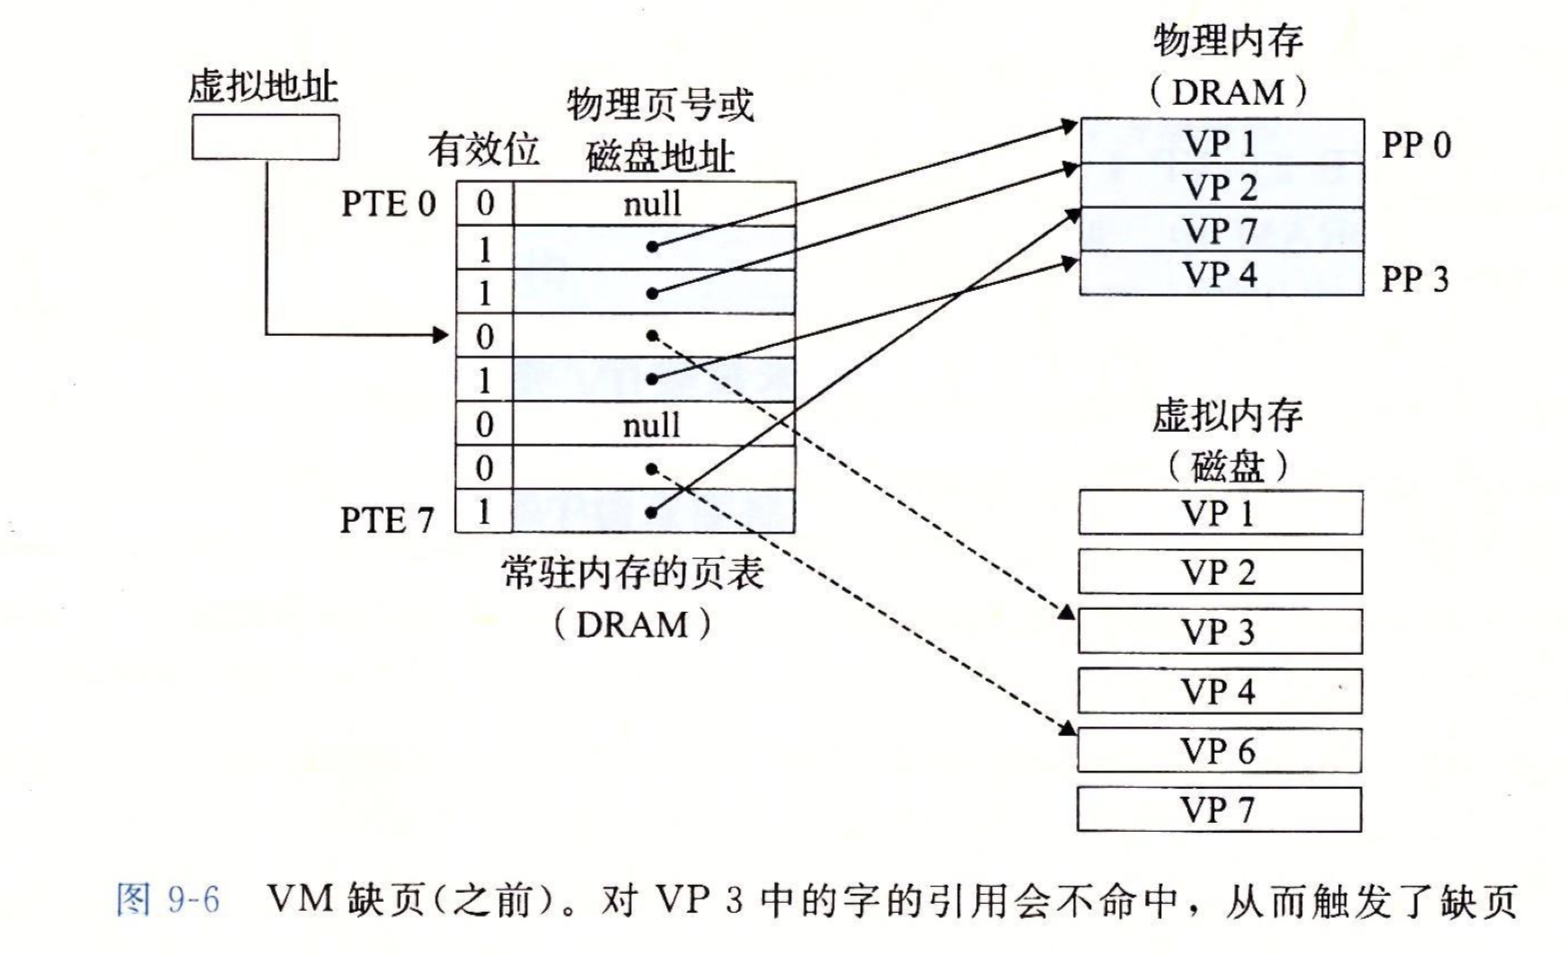 虚拟地址
物理页号或
磁盘地址
有效位
PTE 0
0
null
1
1
0
1
0
null
0
PTE 7
1
常驻内存的页表
(DRAM)
物理内存
(DRAM)
VP 1
PP 0
VP 2
VP 7
VP 4
PP 3
虚拟内存
(磁盘)
VP 1
VP 2
VP 3
VP 4
VP 6
VP 7
图 9-6 VM 缺页(之前)。对 VP 3 中的字的引用会不命中，从而触发了缺页